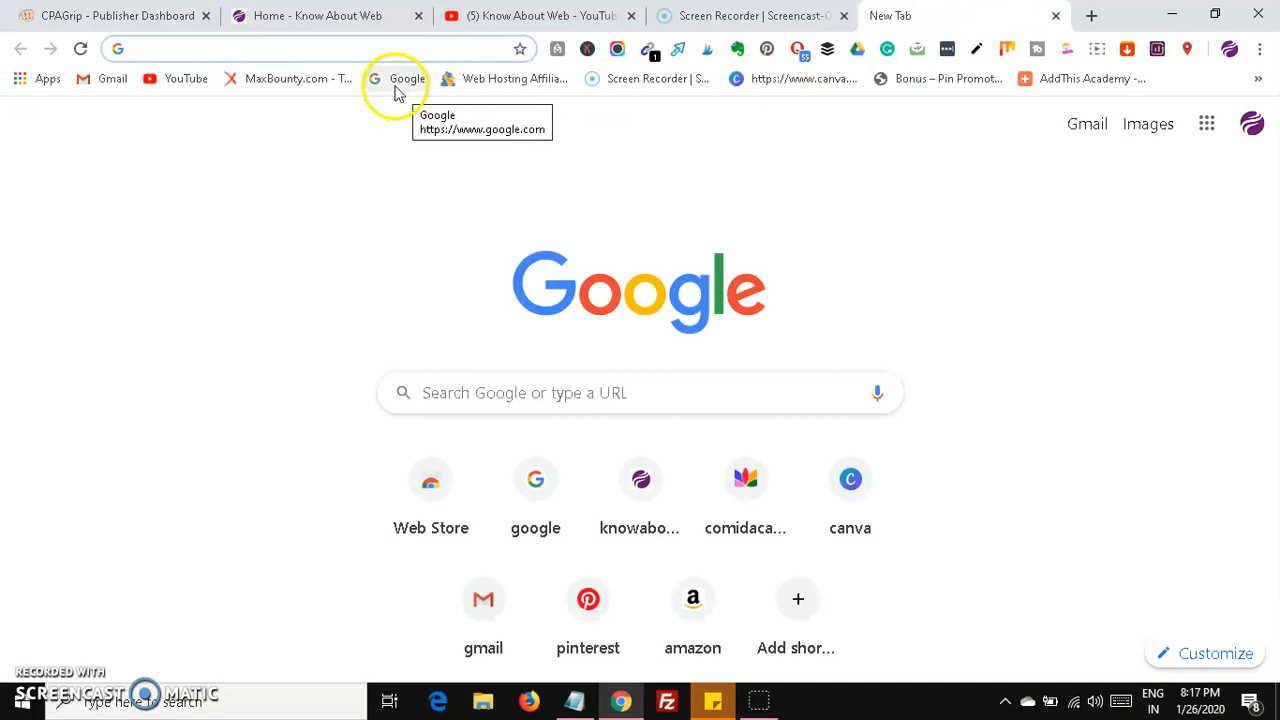 CPAGrip - Publisher Dashboard
Home - Know About Web
(5) Know About Web - YouTub
Screen Recorder | Screencast-O
New Tab
Apps
Gmail
YouTube
MaxBounty.com - T...
Google
Web Hosting Affilia...
Screen Recorder | S...
https://www.canva....
Bonus – Pin Promot...
AddThis Academy -...
»
1
55
Google
https://www.google.com
Gmail
Images
Google
Search Google or type a URL
Web Store
google
knowabo...
comidaca...
canva
gmail
pinterest
amazon
Add shor...
Customize
RECORDED WITH
SCREENCAST MATIC
Type here to search
ENG
IN
8:17 PM
1/26/2020
8